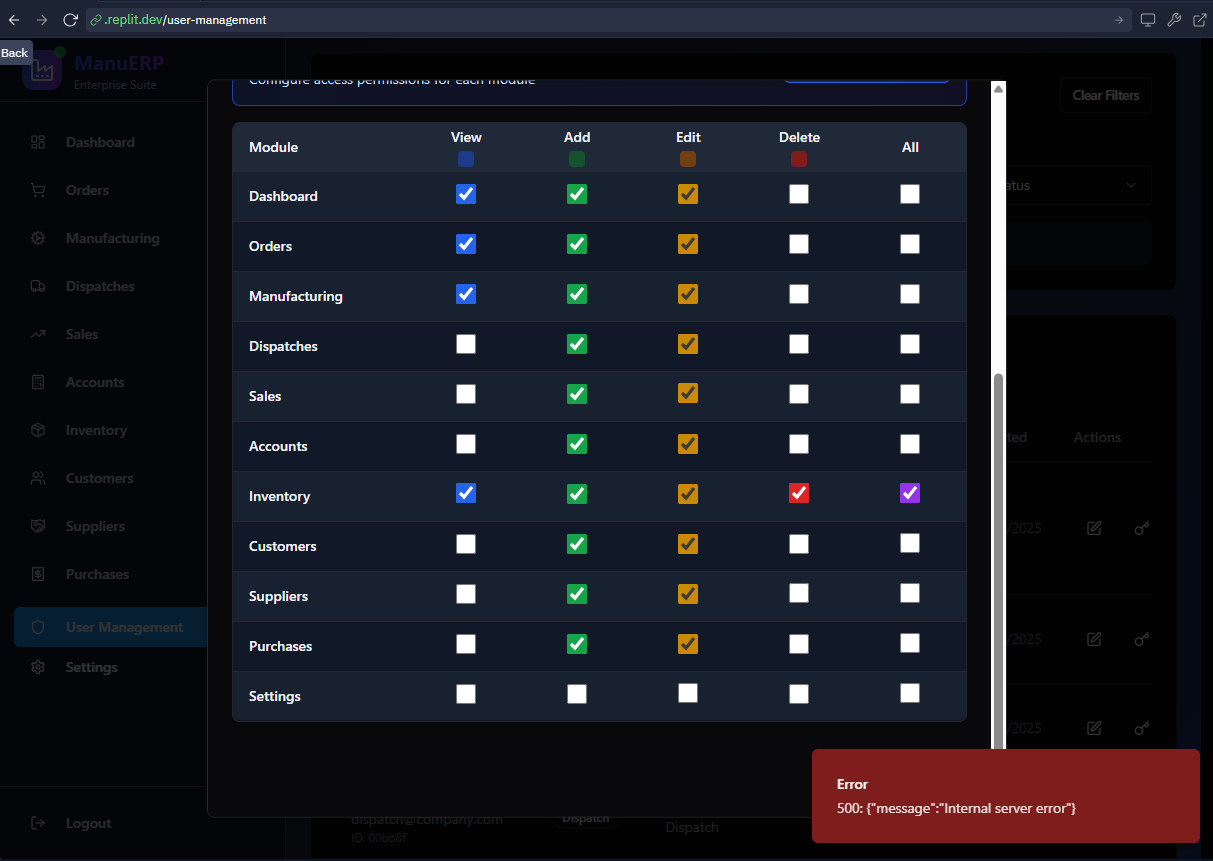 .replit.dev/user-management
Back
ManuERP
Enterprise Suite
Dashboard
Orders
Manufacturing
Dispatches
Sales
Accounts
Inventory
Customers
Suppliers
Purchases
User Management
Settings
Logout
Configure access permissions for each module
Module View Add Edit Delete All
Dashboard
Orders
Manufacturing
Dispatches
Sales
Accounts
Inventory
Customers
Suppliers
Purchases
Settings
Clear Filters
Actions
/2025
/2025
/2025
dispatch@company.com
ID: 00bb8f
Dispatch
Dispatch
Error
500: {"message":"Internal server error"}